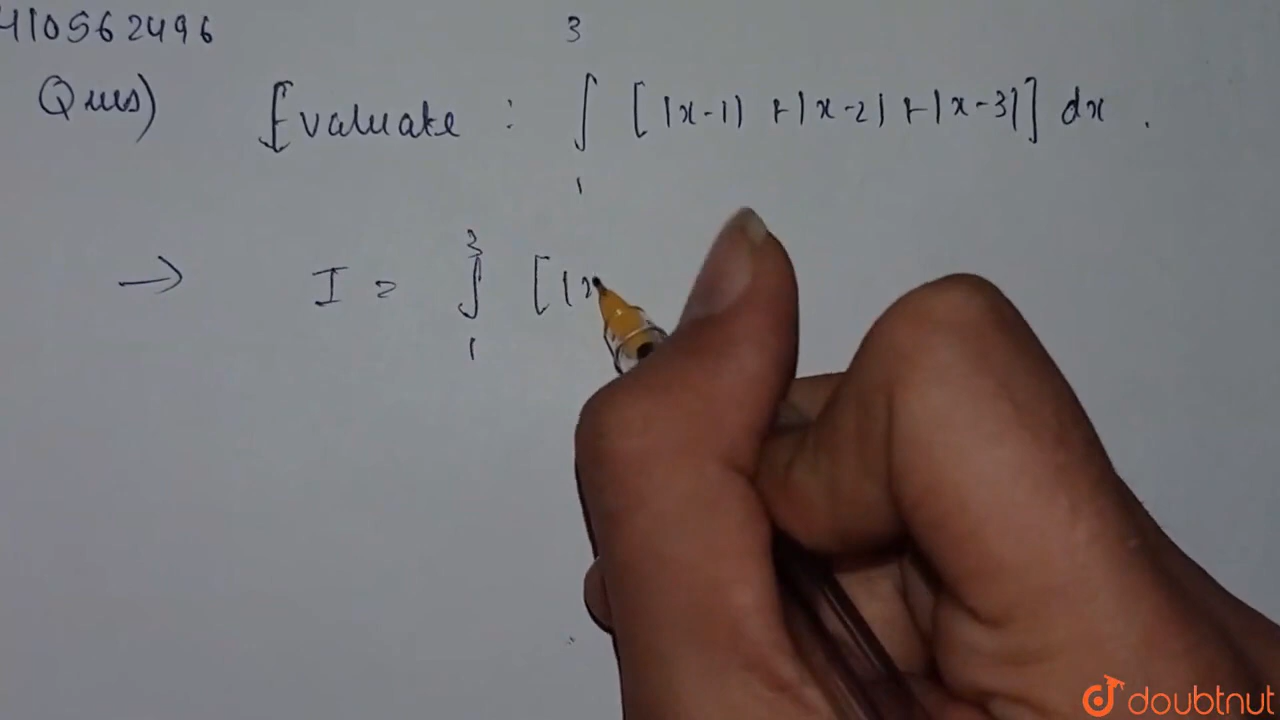 410562496
Ques) Evaluate : ∫₁³ [|x-1| + |x-2| + |x-3|] dx .
→ I = ∫₁³ [|x
doubtnut